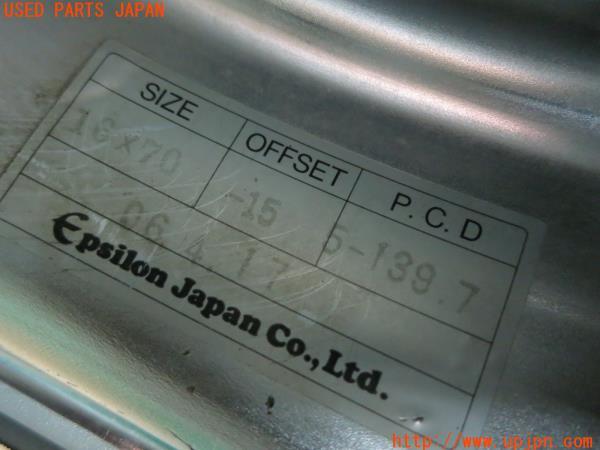 USED PARTS JAPAN
SIZE OFFSET P.C.D
16×70 -15 5-139.7
06.4.17
Epsilon Japan Co., Ltd.
http://www.upipn.com/